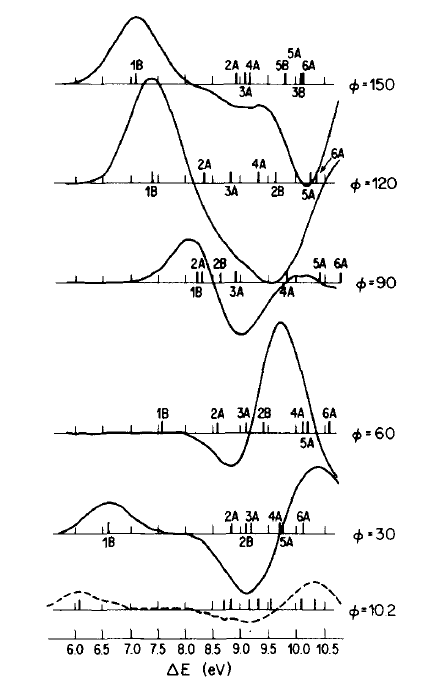 5A
2A 4A 5B 6A
1B 3A 3B φ=150
6A
2A 4A
1B 3A 2B 5A φ=120
2A 2B 5A 6A
1B 3A 4A φ=90
1B 2A 3A 2B 4A 6A
5A φ=60
2A 3A 4A 6A
1B 2B 5A φ=30
φ=102
6.0 6.5 7.0 7.5 8.0 8.5 9.0 9.5 10.0 10.5
ΔE (eV)